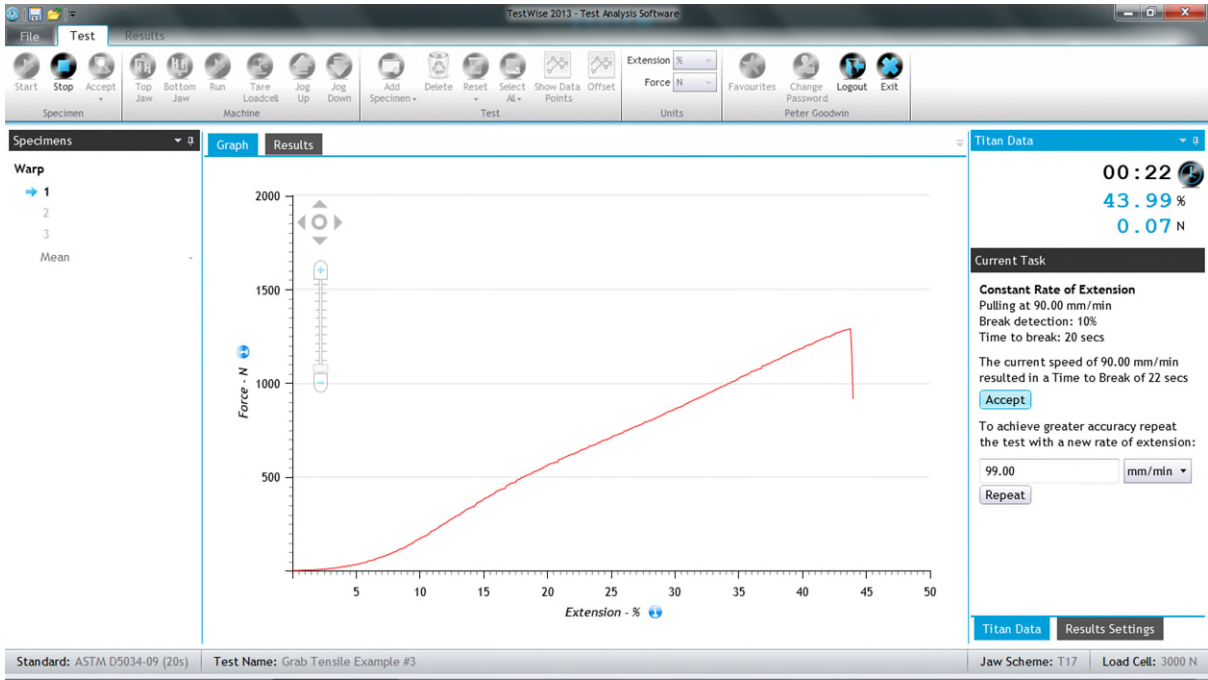 TestWise 2013 - Test Analysis Software
File Test Results
Start Stop Accept Top Jaw Bottom Jaw Run Tare Loadcell Jog Up Jog Down Add Specimen Delete Reset Select All Show Data Points Offset Extension % Force N Favourites Change Password Logout Exit
Specimen Machine Test Units Peter Goodwin
Specimens
Warp
1
2
3
Mean -
Graph Results
2000
1500
1000
500
Force - N
5 10 15 20 25 30 35 40 45 50
Extension - %
Titan Data
00:22
43.99 %
0.07 N
Current Task
Constant Rate of Extension
Pulling at 90.00 mm/min
Break detection: 10%
Time to break: 20 secs
The current speed of 90.00 mm/min
resulted in a Time to Break of 22 secs
Accept
To achieve greater accuracy repeat
the test with a new rate of extension:
99.00 mm/min
Repeat
Titan Data Results Settings
Standard: ASTM D5034-09 (20s) Test Name: Grab Tensile Example #3 Jaw Scheme: T17 Load Cell: 3000 N